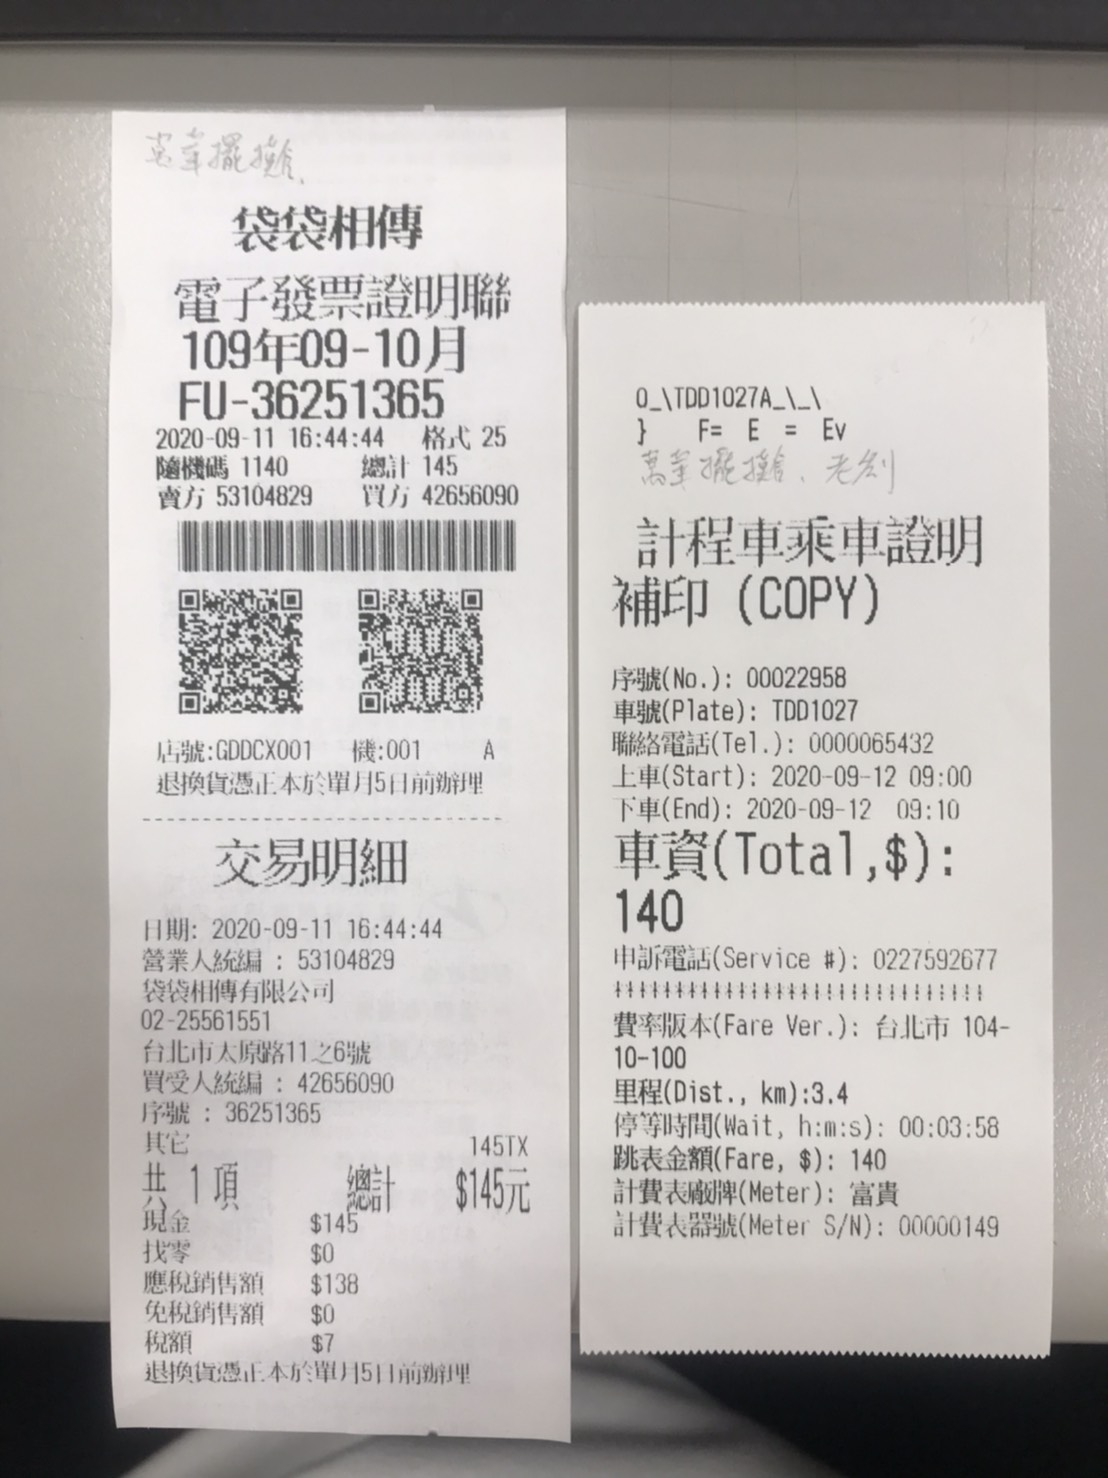 萬華擺攤、
袋袋相傳
電子發票證明聯
109年09-10月
FU-36251365
2020-09-11 16:44:44 格式 25
隨機碼 1140 總計 145
賣方 53104829 買方 42656090
店號:GDDCX001 機:001 A
退換貨憑正本於單月5日前辦理
交易明細
日期: 2020-09-11 16:44:44
營業人統編 : 53104829
袋袋相傳有限公司
02-25561551
台北市太原路11之6號
買受人統編 : 42656090
序號 : 36251365
其它 145TX
共 1 項 總計 $145元
現金 $145
找零 $0
應稅銷售額 $138
免稅銷售額 $0
稅額 $7
退換貨憑正本於單月5日前辦理
0_\TDD1027A_\_\
} F= E = Ev
萬華擺攤、老劍
計程車乘車證明
補印 (COPY)
序號(No.): 00022958
車號(Plate): TDD1027
聯絡電話(Tel.): 0000065432
上車(Start): 2020-09-12 09:00
下車(End): 2020-09-12 09:10
車資(Total,$):
140
申訴電話(Service #): 0227592677
費率版本(Fare Ver.): 台北市 104-
10-100
里程(Dist., km):3.4
停等時間(Wait, h:m:s): 00:03:58
跳表金額(Fare, $): 140
計費表廠牌(Meter): 富貴
計費表器號(Meter S/N): 00000149